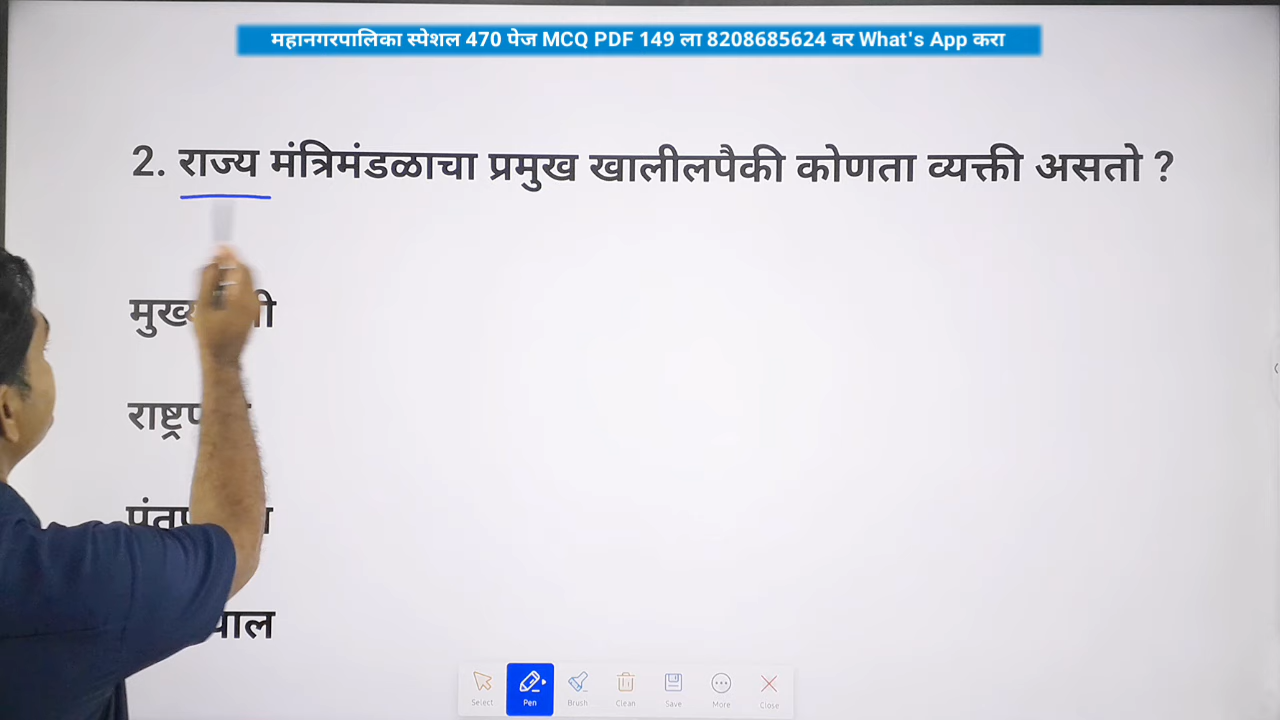 महानगरपालिका स्पेशल 470 पेज MCQ PDF 149 ला 8208685624 वर What's App करा
2. राज्य मंत्रिमंडळाचा प्रमुख खालीलपैकी कोणता व्यक्ती असतो ?
Select Pen Brush Clean Save More Close